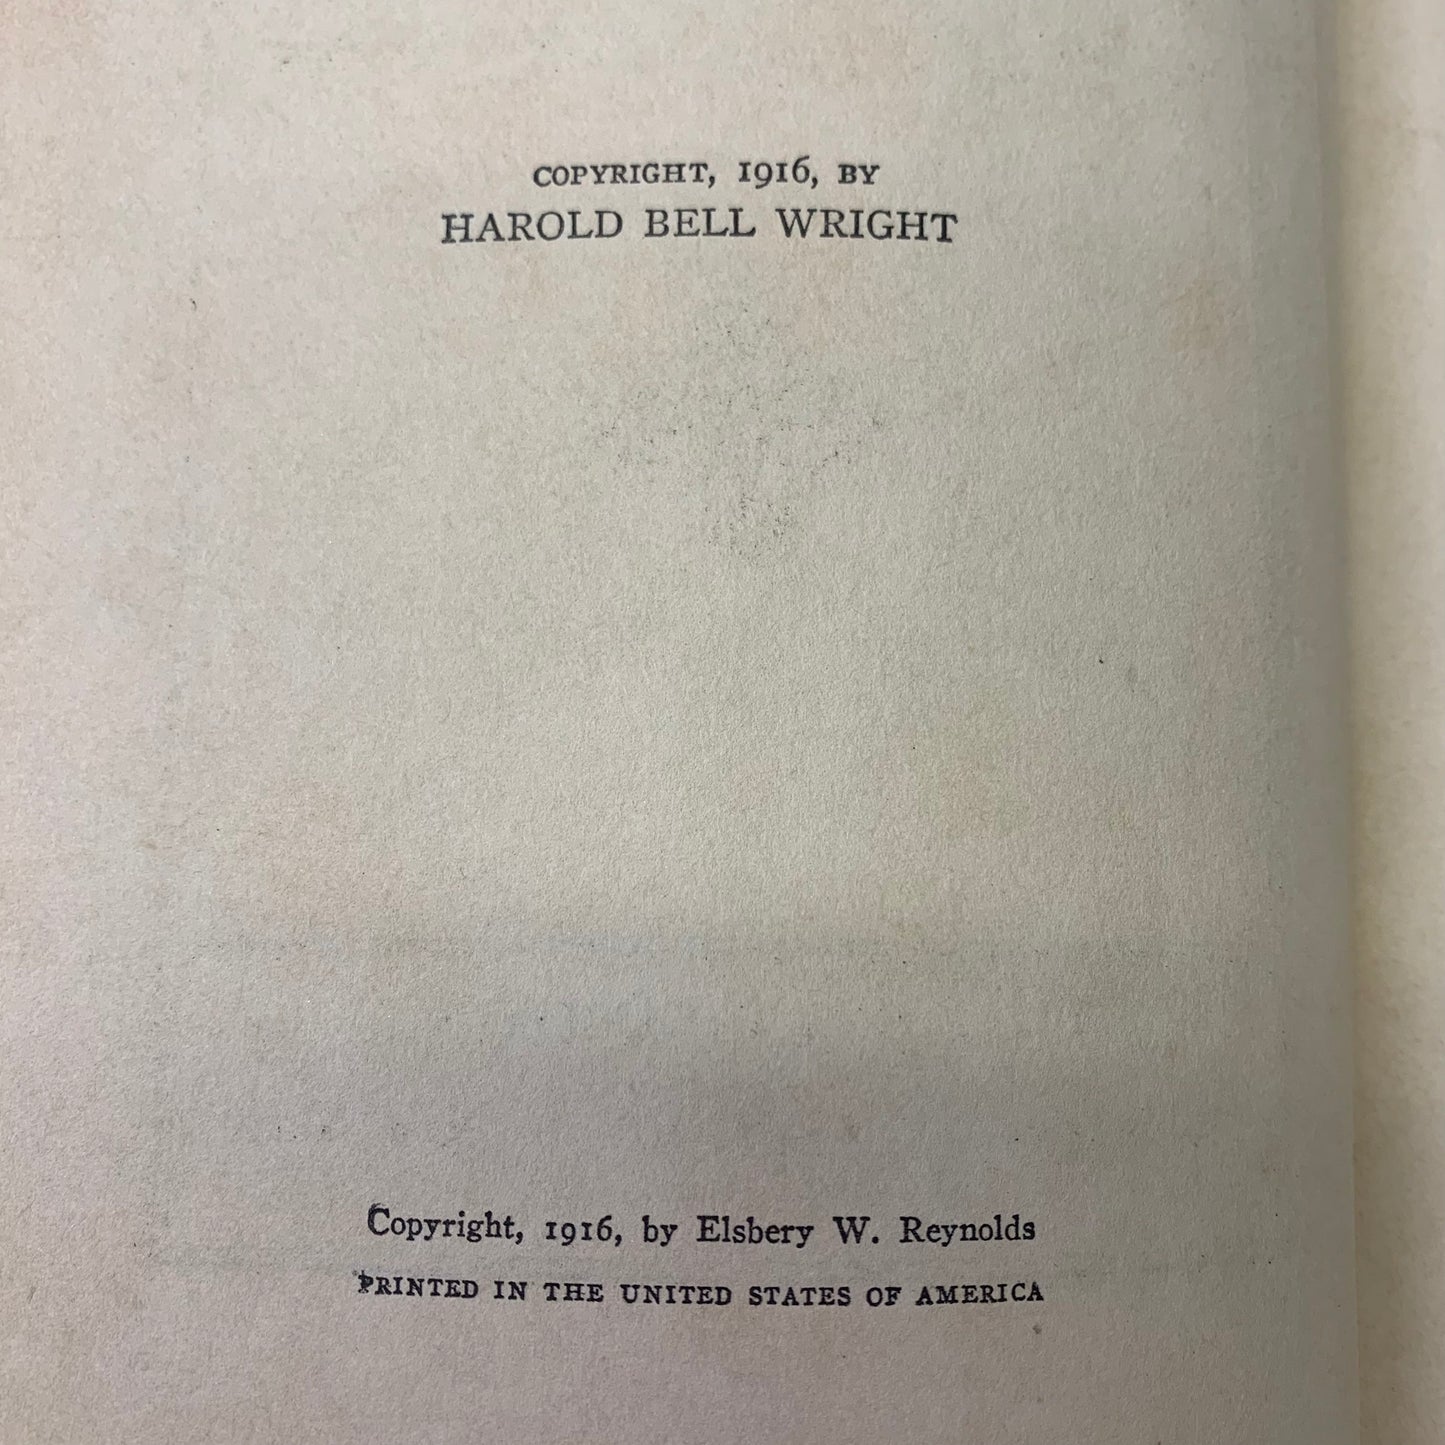 COPYRIGHT, 1916, BY
HAROLD BELL WRIGHT
Copyright, 1916, by Elsbery W. Reynolds
PRINTED IN THE UNITED STATES OF AMERICA